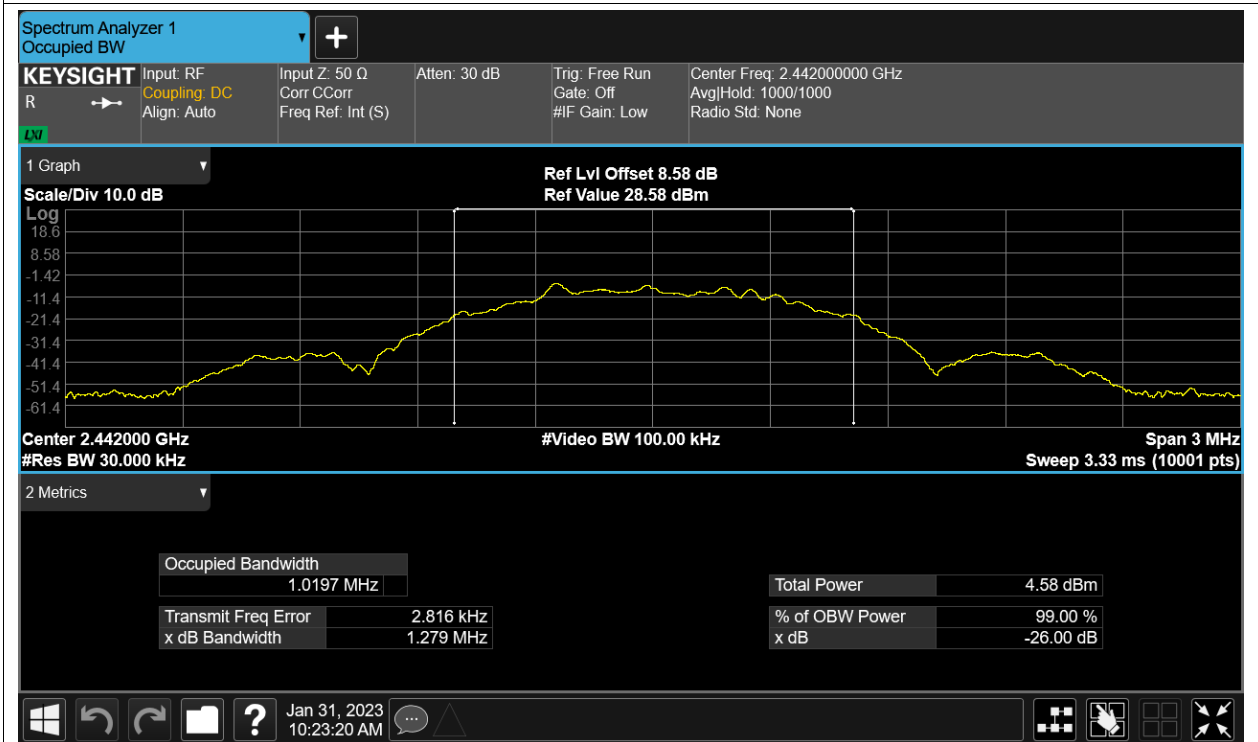 Spectrum Analyzer 1
Occupied BW
KEYSIGHT
R
LXI
Input: RF
Coupling: DC
Align: Auto
Input Z: 50 Ω
Corr CCorr
Freq Ref: Int (S)
Atten: 30 dB
Trig: Free Run
Gate: Off
#IF Gain: Low
Center Freq: 2.442000000 GHz
Avg|Hold: 1000/1000
Radio Std: None
1 Graph
Scale/Div 10.0 dB
Ref Lvl Offset 8.58 dB
Ref Value 28.58 dBm
Log
18.6
8.58
-1.42
-11.4
-21.4
-31.4
-41.4
-51.4
-61.4
Center 2.442000 GHz
#Res BW 30.000 kHz
#Video BW 100.00 kHz
Span 3 MHz
Sweep 3.33 ms (10001 pts)
2 Metrics
Occupied Bandwidth
1.0197 MHz
Transmit Freq Error 2.816 kHz
x dB Bandwidth 1.279 MHz
Total Power 4.58 dBm
% of OBW Power 99.00 %
x dB -26.00 dB
?
Jan 31, 2023
10:23:20 AM